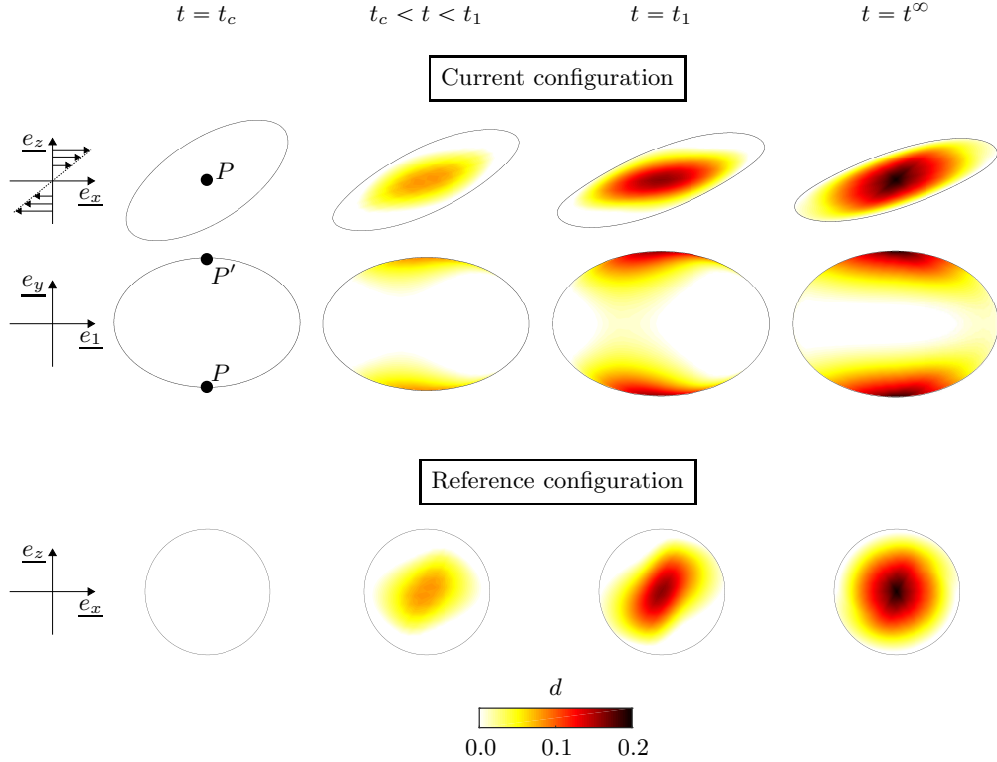 t = t_c t_c < t < t_1 t = t_1 t = t^∞
Current configuration
e_z
P
e_x
P′
e_y
e_1
P
Reference configuration
e_z
e_x
d
0.0 0.1 0.2